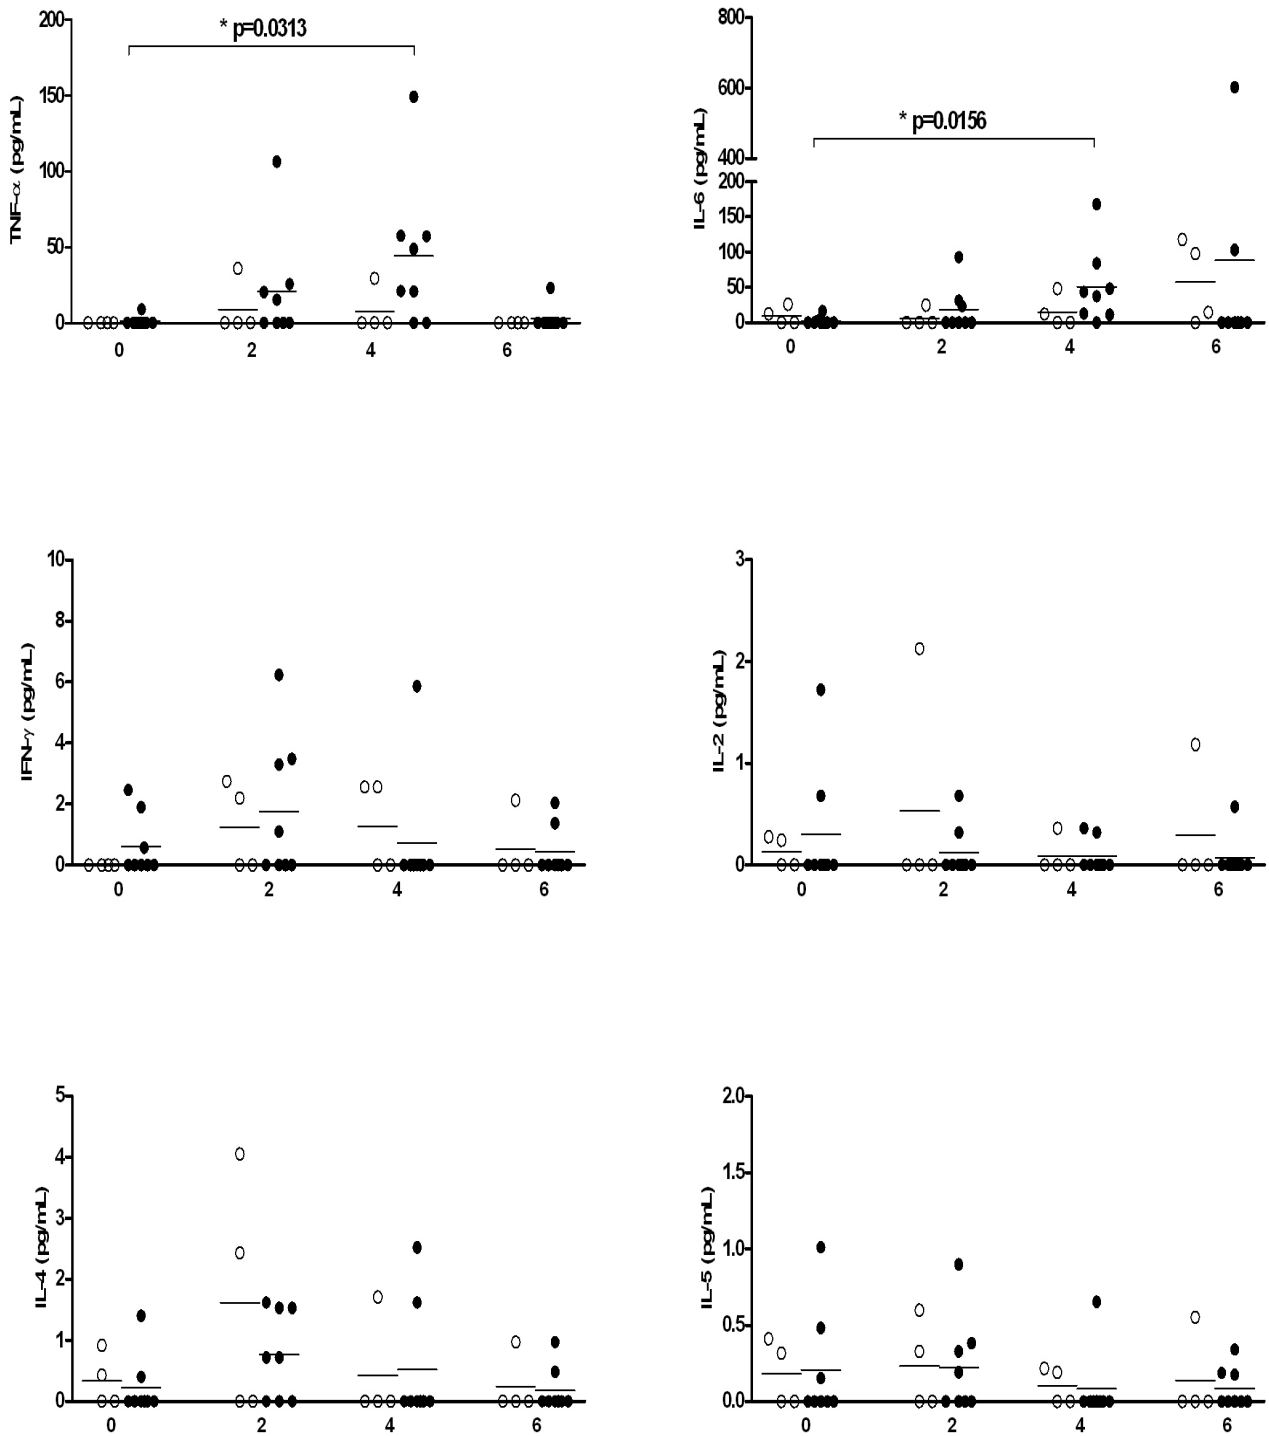 200
* p=0.0313
150
100
50
0
TNF-α (pg/mL)
0 2 4 6
800
600
* p=0.0156
400
200
150
100
50
0
IL-6 (pg/mL)
0 2 4 6
10
8
6
4
2
0
IFN-γ (pg/mL)
0 2 4 6
3
2
1
0
IL-2 (pg/mL)
0 2 4 6
5
4
3
2
1
0
IL-4 (pg/mL)
0 2 4 6
2.0
1.5
1.0
0.5
0.0
IL-5 (pg/mL)
0 2 4 6